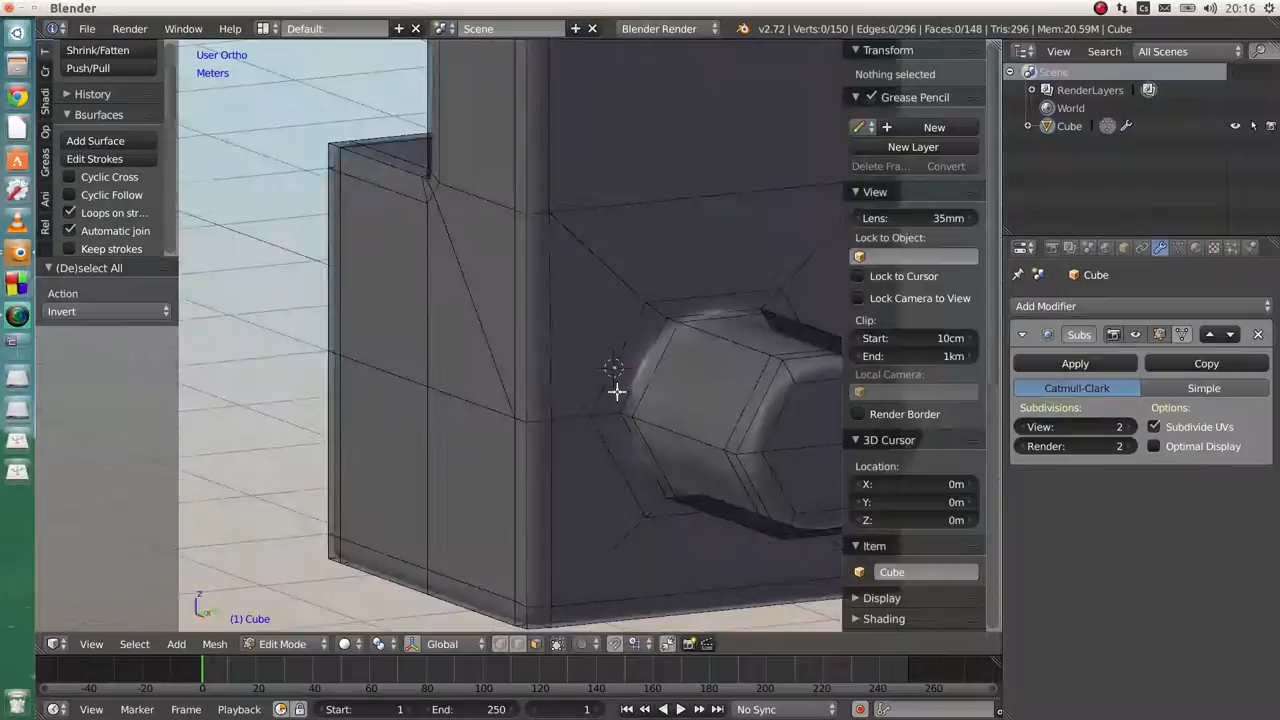 Blender
20:16
File Render Window Help Default Scene Blender Render v2.72 | Verts:0/150 | Edges:0/296 | Faces:0/148 | Tris:296 | Mem:20.59M | Cube
Shrink/Fatten
Push/Pull
History
Bsurfaces
Add Surface
Edit Strokes
Cyclic Cross
Cyclic Follow
Loops on str...
Automatic join
Keep strokes
(De)select All
Action
Invert
T
Cr
Shadi
Op
Greas
Ani
Rel
User Ortho
Meters
(1) Cube
z
x
Transform
Nothing selected
Grease Pencil
New
New Layer
Delete Fra... Convert
View
Lens: 35mm
Lock to Object:
Lock to Cursor
Lock Camera to View
Clip:
Start: 10cm
End: 1km
Local Camera:
Render Border
3D Cursor
Location:
X: 0m
Y: 0m
Z: 0m
Item
Cube
Display
Shading
View Search All Scenes
Scene
RenderLayers
World
Cube
Cube
Add Modifier
Subs
Apply Copy
Catmull-Clark Simple
Subdivisions: Options:
View: 2 Subdivide UVs
Render: 2 Optimal Display
View Select Add Mesh Edit Mode Global
-40 -20 0 20 40 60 80 100 120 140 160 180 200 220 240 260
View Marker Frame Playback Start: 1 End: 250 1 No Sync